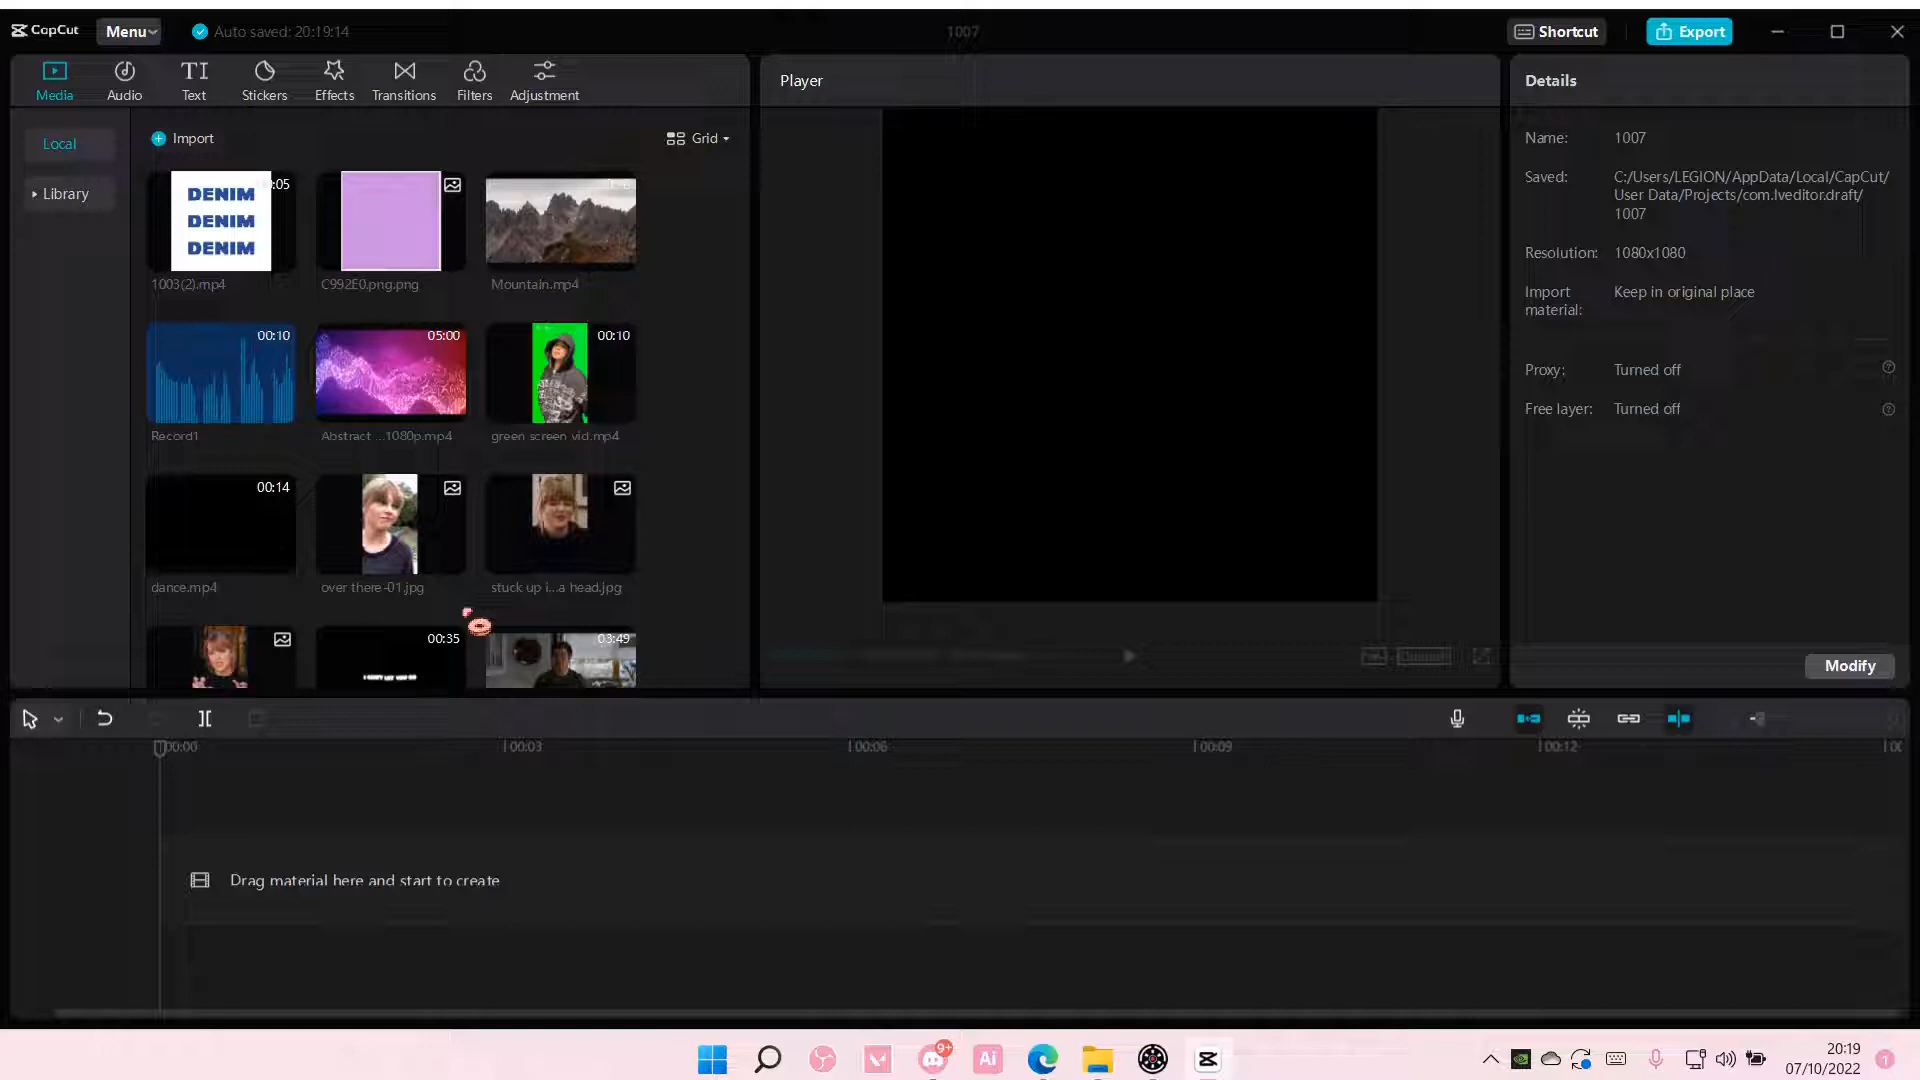 CapCut
Menu
Auto saved: 20:19:14
1007
Shortcut
Export
Media
Audio
Text
Stickers
Effects
Transitions
Filters
Adjustment
Player
Details
Local
Library
Import
Grid
DENIM
DENIM
DENIM
:05
1003(2).mp4
C992E0.png.png
Mountain.mp4
00:10
05:00
00:10
Record1
Abstract ...1080p.mp4
green screen vid.mp4
00:14
dance.mp4
over there-01.jpg
stuck up i...a head.jpg
00:35
03:49
Name:
1007
Saved:
C:/Users/LEGION/AppData/Local/CapCut/
User Data/Projects/com.lveditor.draft/
1007
Resolution:
1080x1080
Import
material:
Keep in original place
Proxy:
Turned off
Free layer:
Turned off
Modify
00:00
00:03
00:06
00:09
00:12
Drag material here and start to create
9+
Ai
20:19
07/10/2022
1